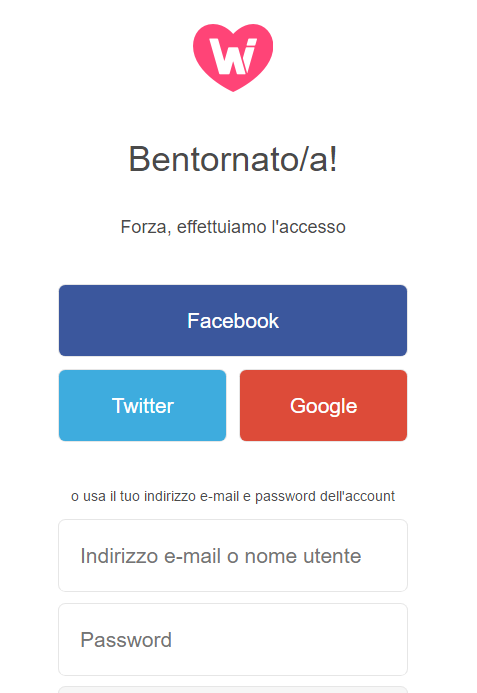 Wi
Bentornato/a!
Forza, effettuiamo l'accesso
Facebook
Twitter
Google
o usa il tuo indirizzo e-mail e password dell'account
Indirizzo e-mail o nome utente
Password